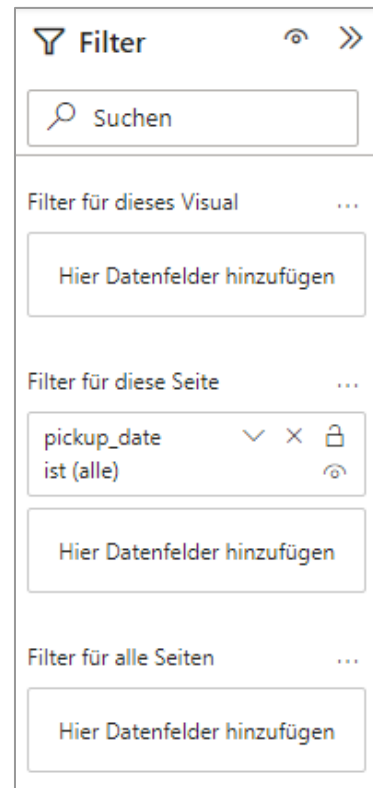 Filter
Suchen
Filter für dieses Visual ...
Hier Datenfelder hinzufügen
Filter für diese Seite ...
pickup_date
ist (alle)
Hier Datenfelder hinzufügen
Filter für alle Seiten ...
Hier Datenfelder hinzufügen